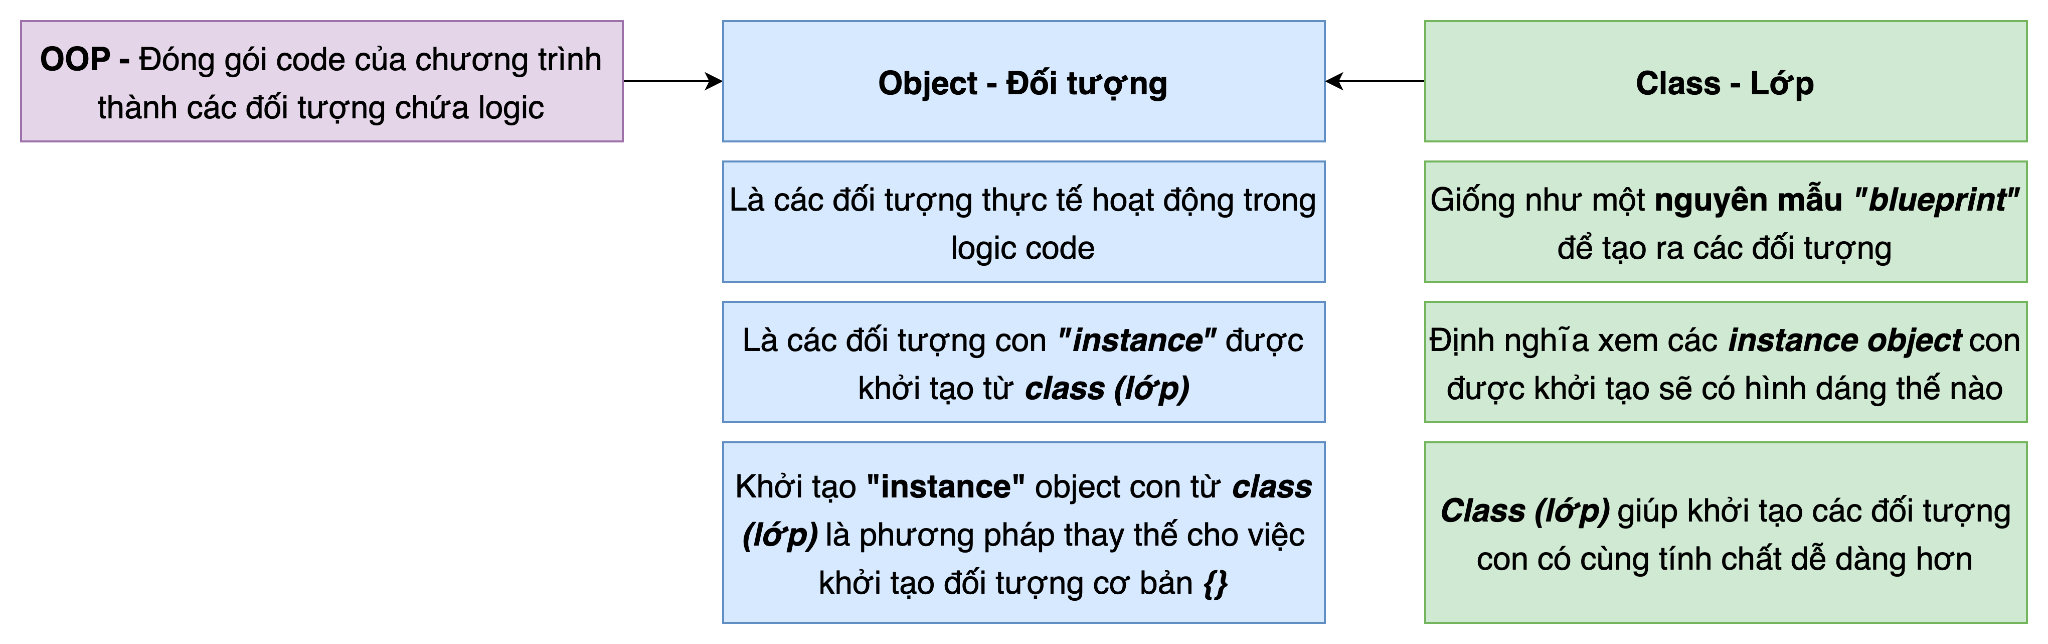 OOP - Đóng gói code của chương trình
thành các đối tượng chứa logic
Object - Đối tượng
Là các đối tượng thực tế hoạt động trong
logic code
Là các đối tượng con "instance" được
khởi tạo từ class (lớp)
Khởi tạo "instance" object con từ class
(lớp) là phương pháp thay thế cho việc
khởi tạo đối tượng cơ bản {}
Class - Lớp
Giống như một nguyên mẫu "blueprint"
để tạo ra các đối tượng
Định nghĩa xem các instance object con
được khởi tạo sẽ có hình dáng thế nào
Class (lớp) giúp khởi tạo các đối tượng
con có cùng tính chất dễ dàng hơn